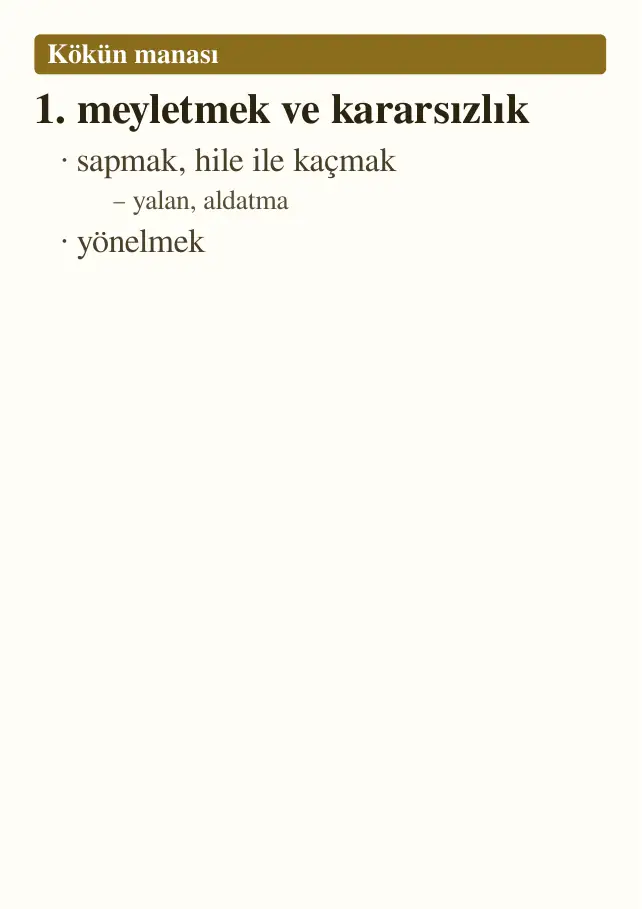 Kökün manası
1. meyletmek ve kararsızlık
· sapmak, hile ile kaçmak
– yalan, aldatma
· yönelmek